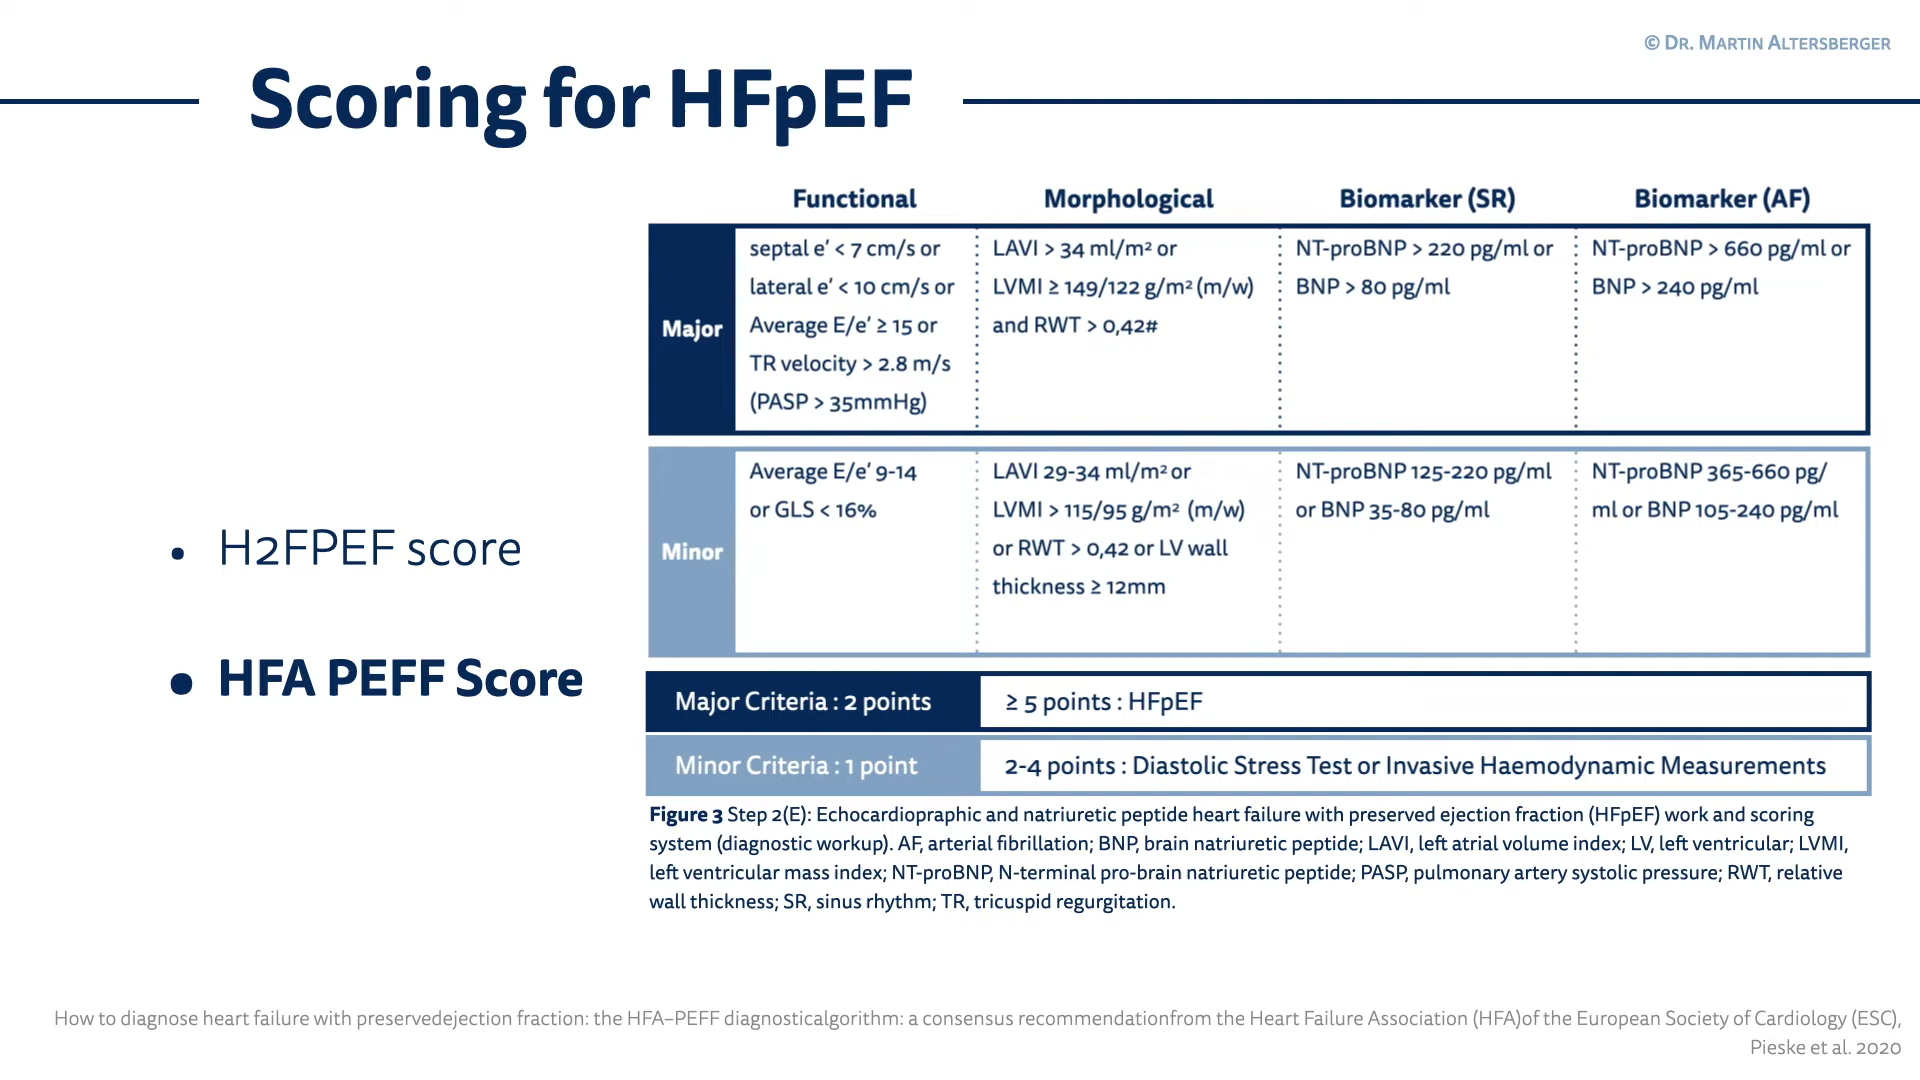 © Dr. Martin Altersberger
Scoring for HFpEF
• H2FPEF score
• HFA PEFF Score
Functional Morphological Biomarker (SR) Biomarker (AF)
Major
septal e' < 7 cm/s or
lateral e' < 10 cm/s or
Average E/e' ≥ 15 or
TR velocity > 2.8 m/s
(PASP > 35mmHg)
LAVI > 34 ml/m² or
LVMI ≥ 149/122 g/m² (m/w)
and RWT > 0,42#
NT-proBNP > 220 pg/ml or
BNP > 80 pg/ml
NT-proBNP > 660 pg/ml or
BNP > 240 pg/ml
Minor
Average E/e' 9-14
or GLS < 16%
LAVI 29-34 ml/m² or
LVMI > 115/95 g/m² (m/w)
or RWT > 0,42 or LV wall
thickness ≥ 12mm
NT-proBNP 125-220 pg/ml
or BNP 35-80 pg/ml
NT-proBNP 365-660 pg/
ml or BNP 105-240 pg/ml
Major Criteria : 2 points
≥ 5 points : HFpEF
Minor Criteria : 1 point
2-4 points : Diastolic Stress Test or Invasive Haemodynamic Measurements
Figure 3 Step 2(E): Echocardiopraphic and natriuretic peptide heart failure with preserved ejection fraction (HFpEF) work and scoring
system (diagnostic workup). AF, arterial fibrillation; BNP, brain natriuretic peptide; LAVI, left atrial volume index; LV, left ventricular; LVMI,
left ventricular mass index; NT-proBNP, N-terminal pro-brain natriuretic peptide; PASP, pulmonary artery systolic pressure; RWT, relative
wall thickness; SR, sinus rhythm; TR, tricuspid regurgitation.
How to diagnose heart failure with preservedejection fraction: the HFA–PEFF diagnosticalgorithm: a consensus recommendationfrom the Heart Failure Association (HFA)of the European Society of Cardiology (ESC),
Pieske et al. 2020